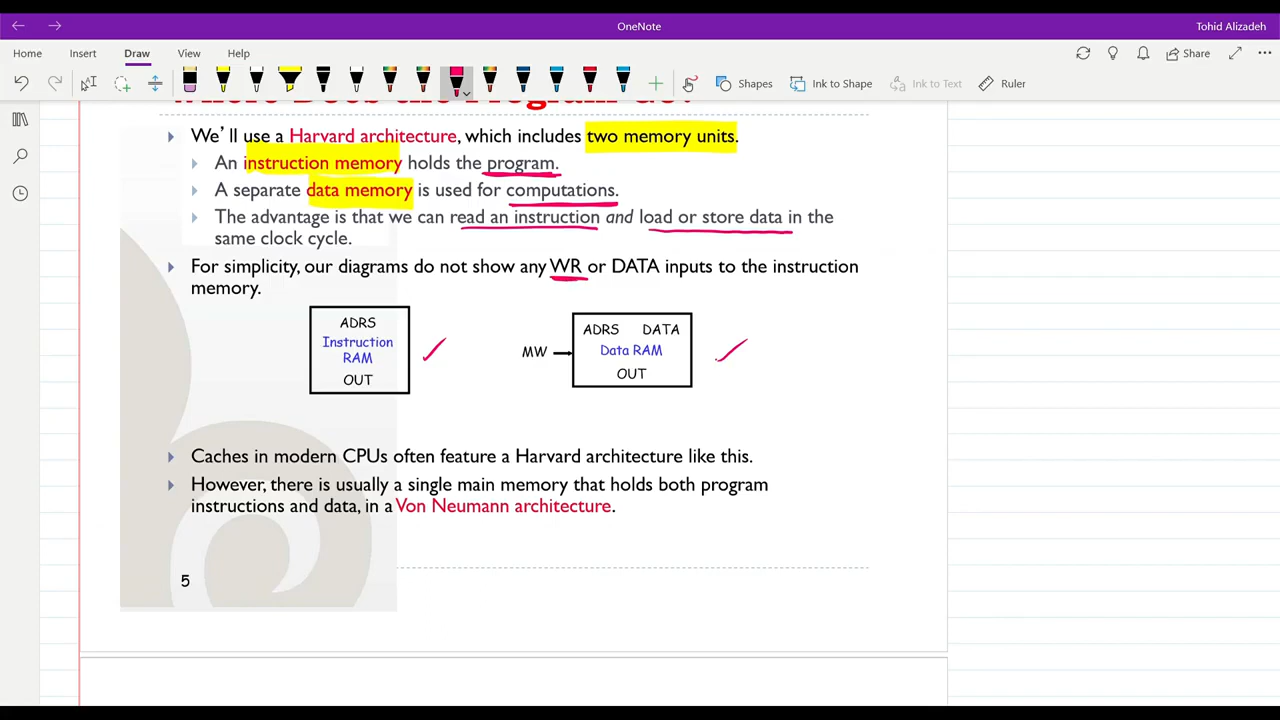 OneNote
Tohid Alizadeh
Home Insert Draw View Help
Share
Shapes Ink to Shape Ink to Text Ruler
Where Does the Program Go?
We'll use a Harvard architecture, which includes two memory units.
An instruction memory holds the program.
A separate data memory is used for computations.
The advantage is that we can read an instruction and load or store data in the
same clock cycle.
For simplicity, our diagrams do not show any WR or DATA inputs to the instruction
memory.
ADRS
Instruction
RAM
OUT
MW
ADRS DATA
Data RAM
OUT
Caches in modern CPUs often feature a Harvard architecture like this.
However, there is usually a single main memory that holds both program
instructions and data, in a Von Neumann architecture.
5